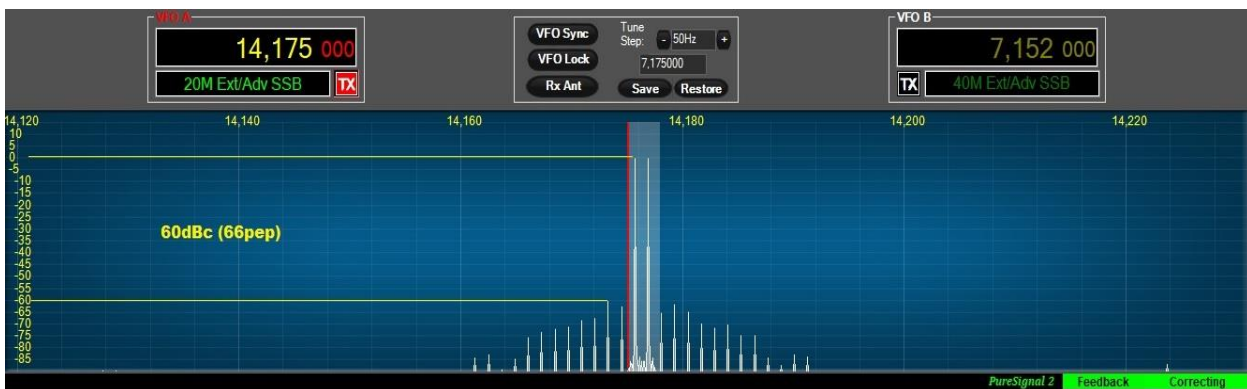 VFO A
14,175 000
20M Ext/Adv SSB TX
VFO Sync
VFO Lock
Rx Ant
Tune
Step:
- 50Hz +
7,175000
Save Restore
VFO B
7,152 000
TX 40M Ext/Adv SSB
14,120 14,140 14,160 14,180 14,200 14,220
10
5
0
-5
-10
-15
-20
-25
-30
-35
-40
-45
-50
-55
-60
-65
-70
-75
-80
-85
60dBc (66pep)
PureSignal 2 Feedback Correcting